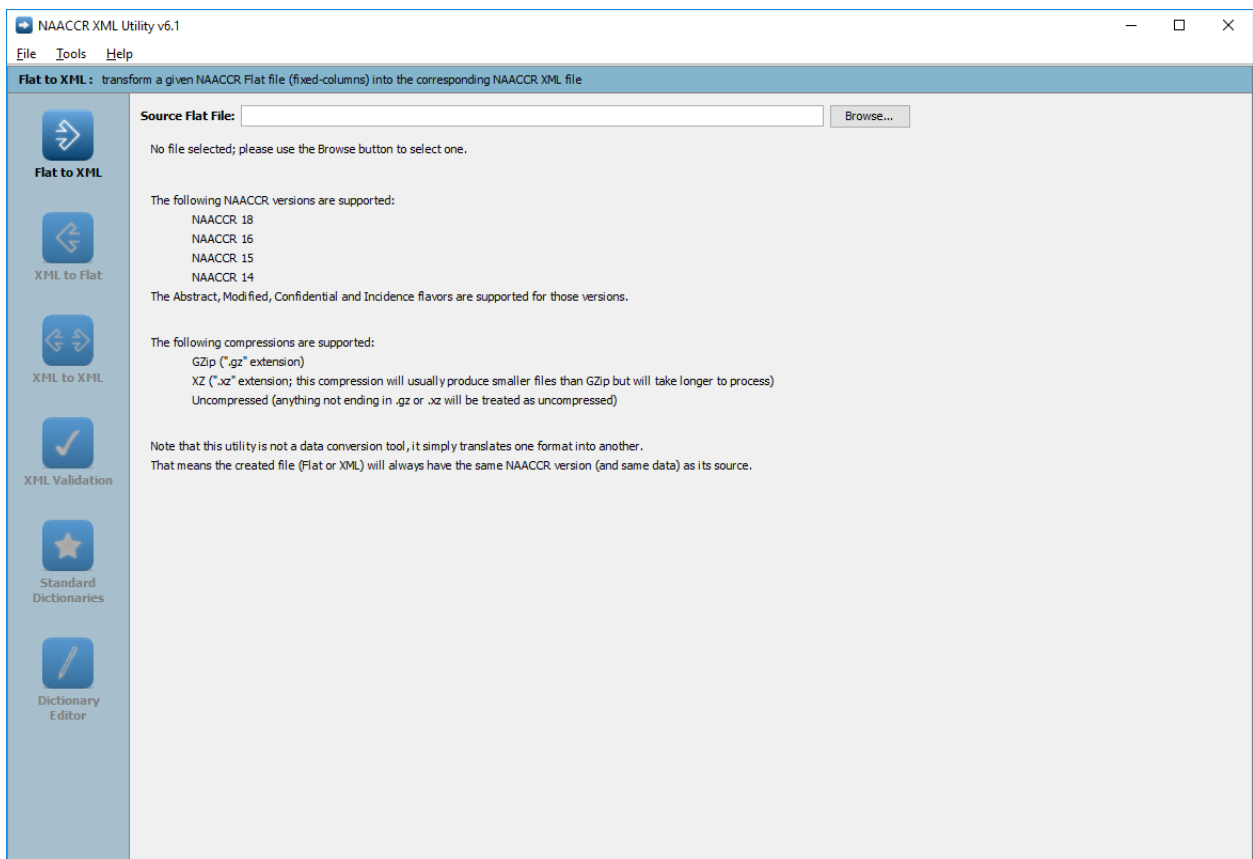 NAACCR XML Utility v6.1
File Tools Help
Flat to XML : transform a given NAACCR Flat file (fixed-columns) into the corresponding NAACCR XML file
Flat to XML
XML to Flat
XML to XML
XML Validation
Standard
Dictionaries
Dictionary
Editor
Source Flat File: Browse...
No file selected; please use the Browse button to select one.
The following NAACCR versions are supported:
NAACCR 18
NAACCR 16
NAACCR 15
NAACCR 14
The Abstract, Modified, Confidential and Incidence flavors are supported for those versions.
The following compressions are supported:
GZip (".gz" extension)
XZ (".xz" extension; this compression will usually produce smaller files than GZip but will take longer to process)
Uncompressed (anything not ending in .gz or .xz will be treated as uncompressed)
Note that this utility is not a data conversion tool, it simply translates one format into another.
That means the created file (Flat or XML) will always have the same NAACCR version (and same data) as its source.